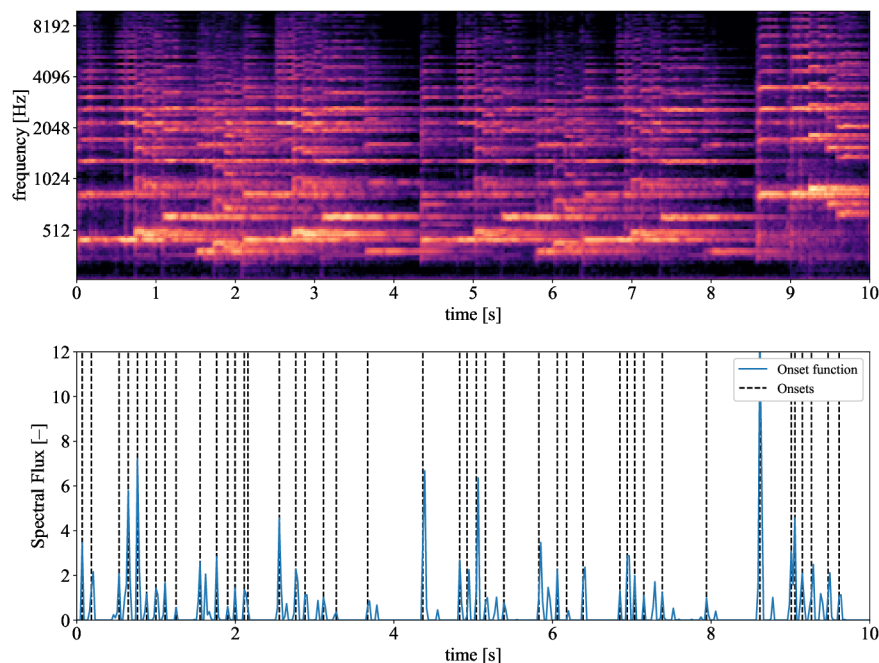 8192
4096
2048
1024
512
frequency [Hz]
0 1 2 3 4 5 6 7 8 9 10
time [s]
12
10
8
6
4
2
0
Spectral Flux [−]
Onset function
Onsets
0 2 4 6 8 10
time [s]